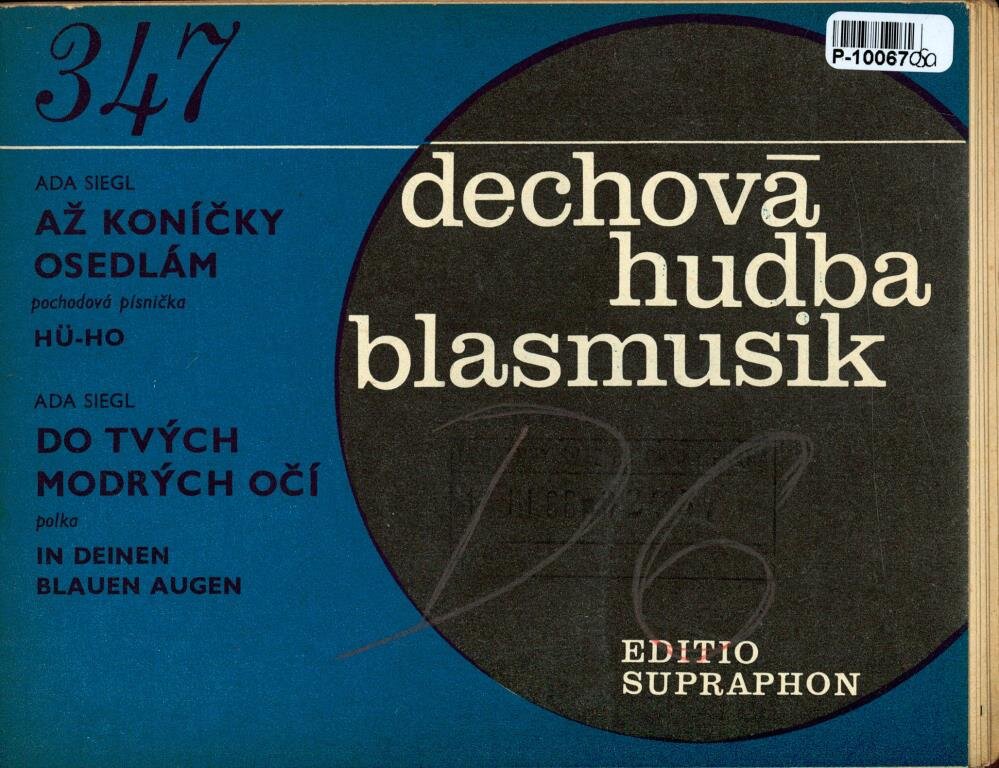 347
P-10067
ADA SIEGL
AŽ KONÍČKY
OSEDLÁM
pochodová písnička
HÜ-HO
ADA SIEGL
DO TVÝCH
MODRÝCH OČÍ
polka
IN DEINEN
BLAUEN AUGEN
dechová
hudba
blasmusik
D6
EDITIO
SUPRAPHON